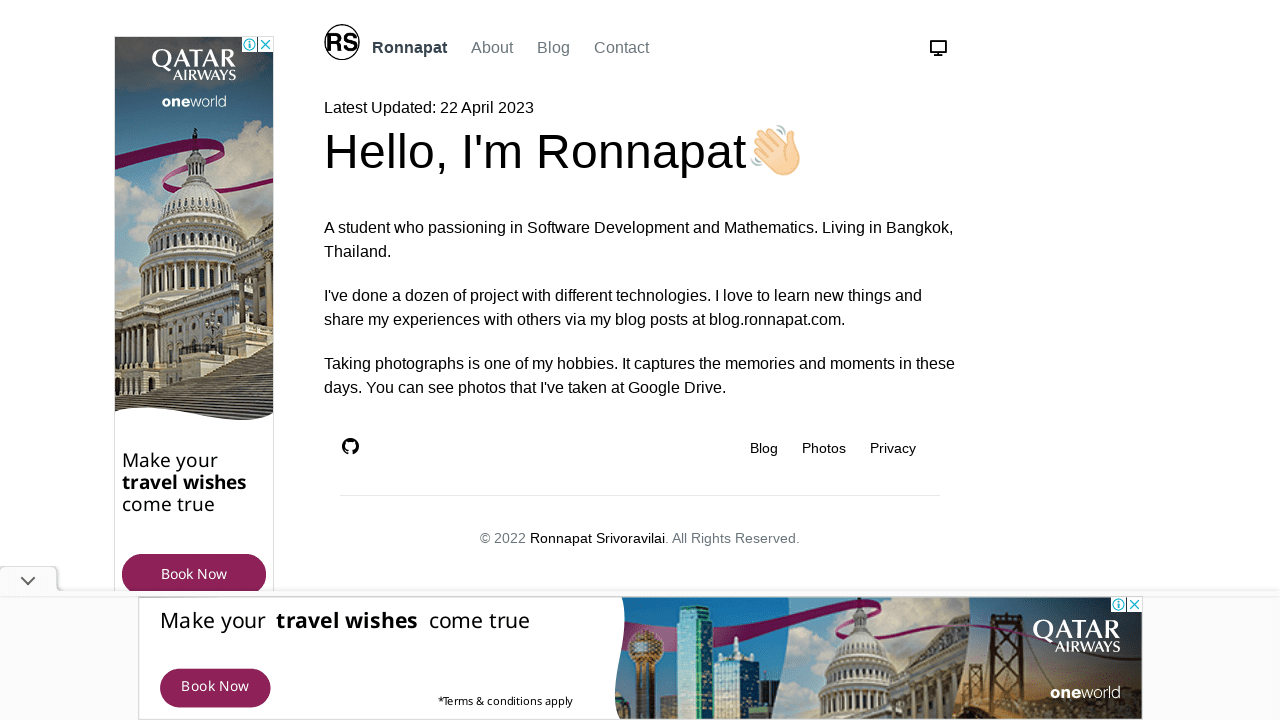 RS
Ronnapat About Blog Contact
Latest Updated: 22 April 2023
Hello, I'm Ronnapat
A student who passioning in Software Development and Mathematics. Living in Bangkok,
Thailand.
I've done a dozen of project with different technologies. I love to learn new things and
share my experiences with others via my blog posts at blog.ronnapat.com.
Taking photographs is one of my hobbies. It captures the memories and moments in these
days. You can see photos that I've taken at Google Drive.
Blog Photos Privacy
© 2022 Ronnapat Srivoravilai. All Rights Reserved.
QATAR
AIRWAYS
oneworld
Make your
travel wishes
come true
Book Now
Make your travel wishes come true
Book Now
*Terms & conditions apply
QATAR
AIRWAYS
oneworld